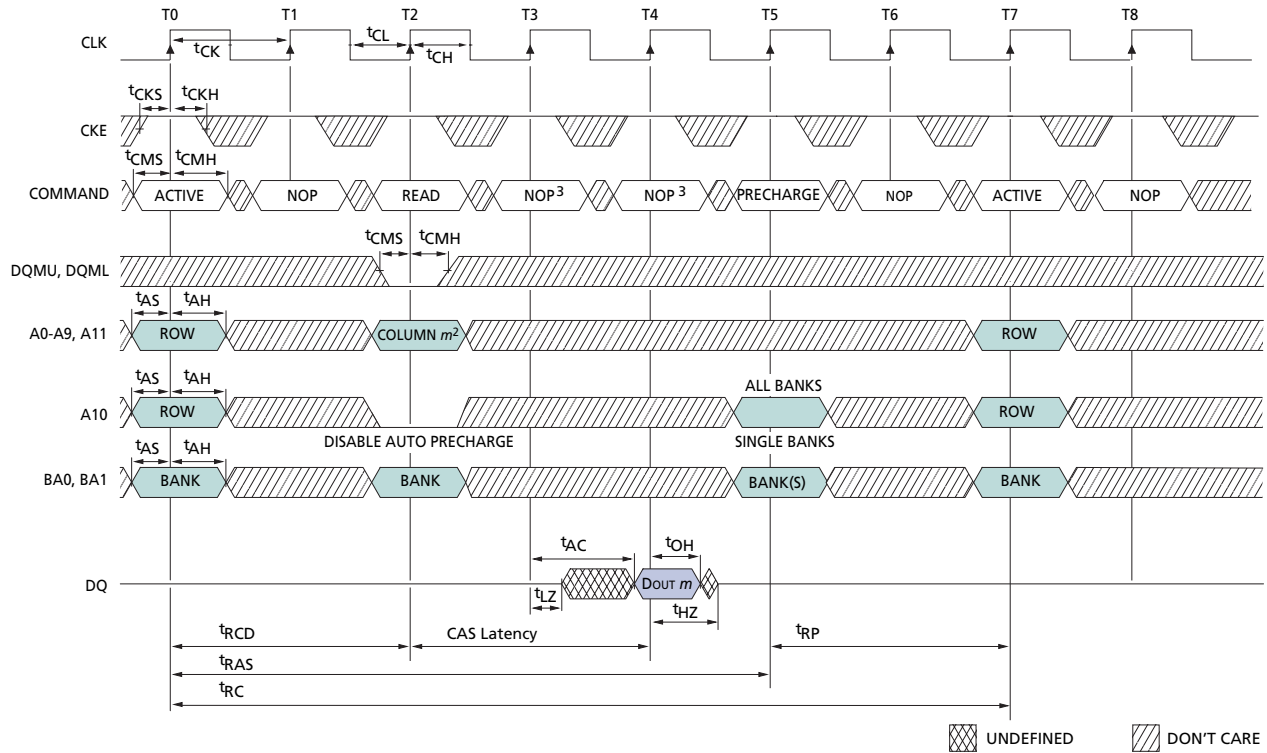 T0 T1 T2 T3 T4 T5 T6 T7 T8
CLK
tCK tCL tCH
tCKS tCKH
CKE
tCMS tCMH
COMMAND ACTIVE NOP READ NOP3 NOP 3 PRECHARGE NOP ACTIVE NOP
tCMS tCMH
DQMU, DQML
tAS tAH
A0-A9, A11 ROW COLUMN m2 ROW
tAS tAH ALL BANKS
A10 ROW ROW
DISABLE AUTO PRECHARGE SINGLE BANKS
tAS tAH
BA0, BA1 BANK BANK BANK(S) BANK
tAC tOH
DQ DOUT m
tLZ tHZ
tRCD CAS Latency tRP
tRAS
tRC
UNDEFINED DON'T CARE